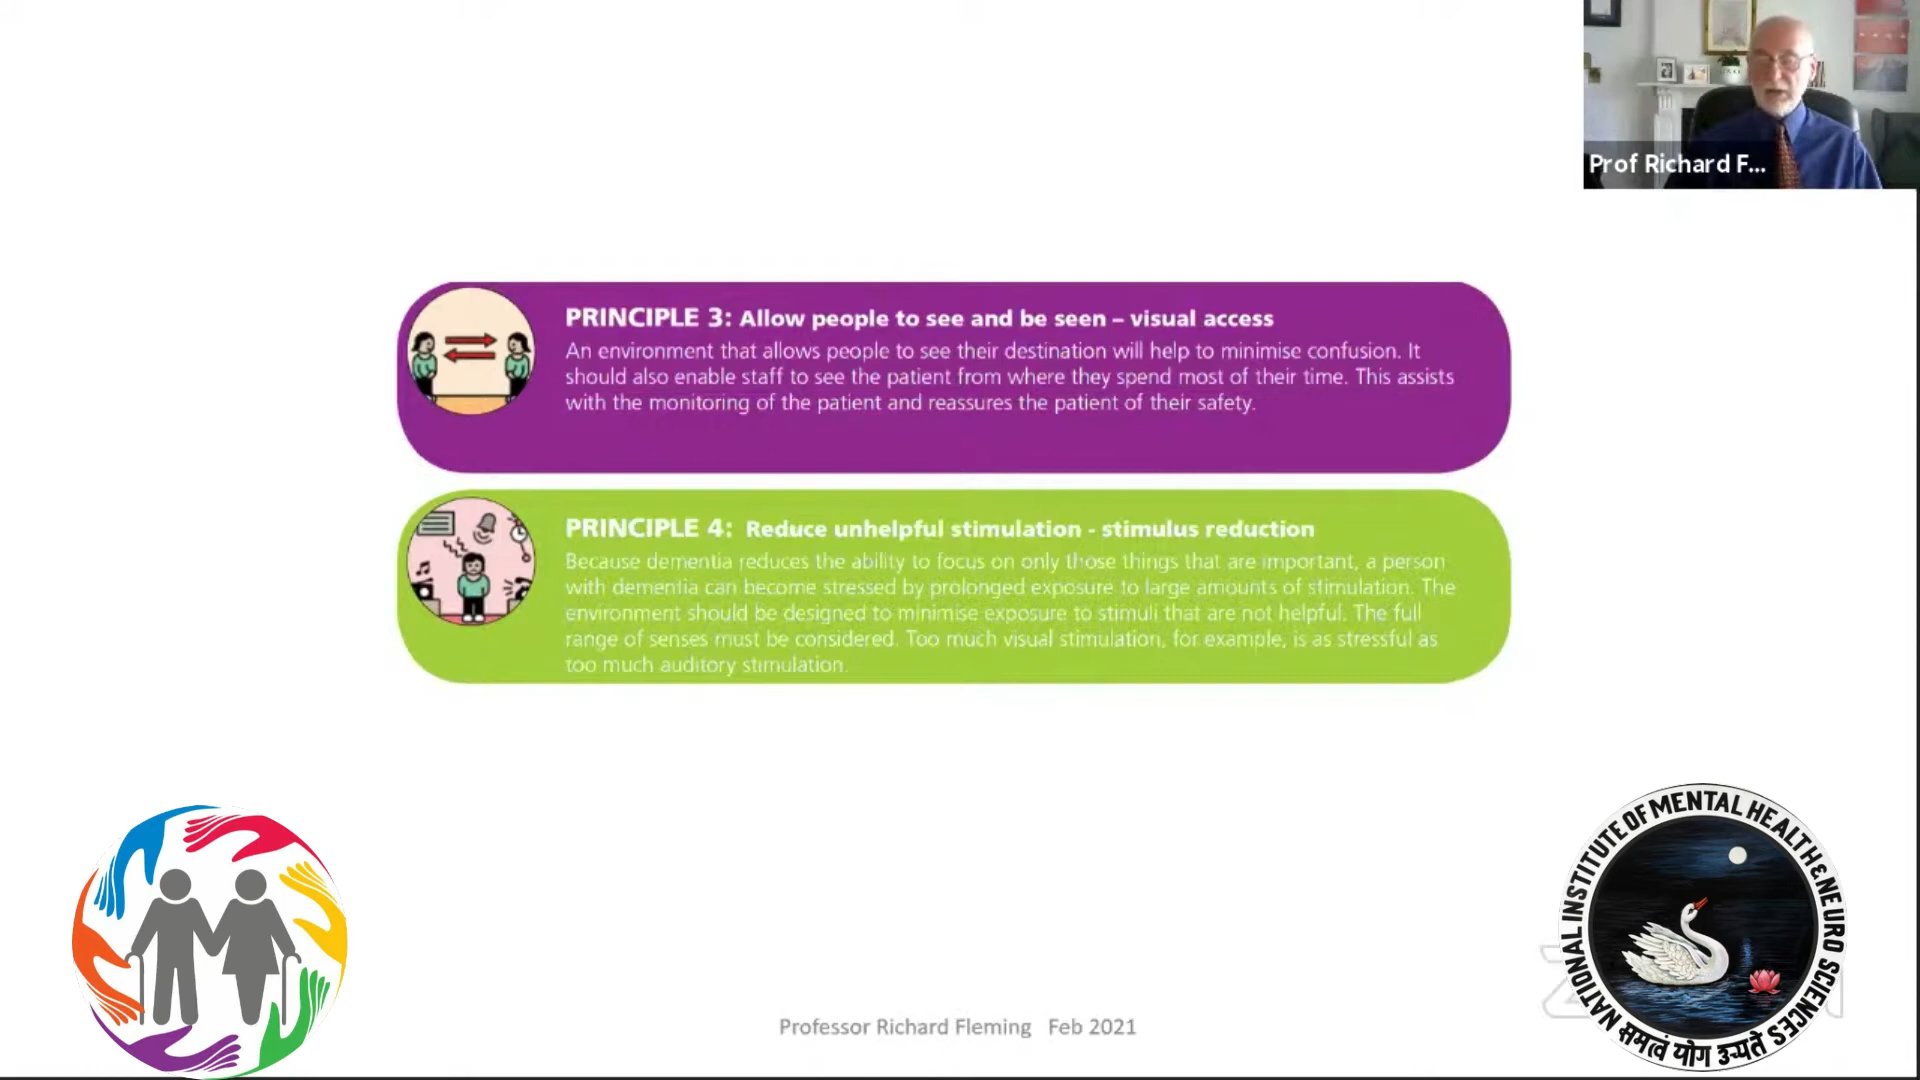 Prof Richard F...
PRINCIPLE 3: Allow people to see and be seen – visual access
An environment that allows people to see their destination will help to minimise confusion. It
should also enable staff to see the patient from where they spend most of their time. This assists
with the monitoring of the patient and reassures the patient of their safety.
PRINCIPLE 4: Reduce unhelpful stimulation - stimulus reduction
Because dementia reduces the ability to focus on only those things that are important, a person
with dementia can become stressed by prolonged exposure to large amounts of stimulation. The
environment should be designed to minimise exposure to stimuli that are not helpful. The full
range of senses must be considered. Too much visual stimulation, for example, is as stressful as
too much auditory stimulation.
NATIONAL INSTITUTE OF MENTAL HEALTH & NEURO SCIENCES
समत्वं योग उच्यते
Professor Richard Fleming Feb 2021